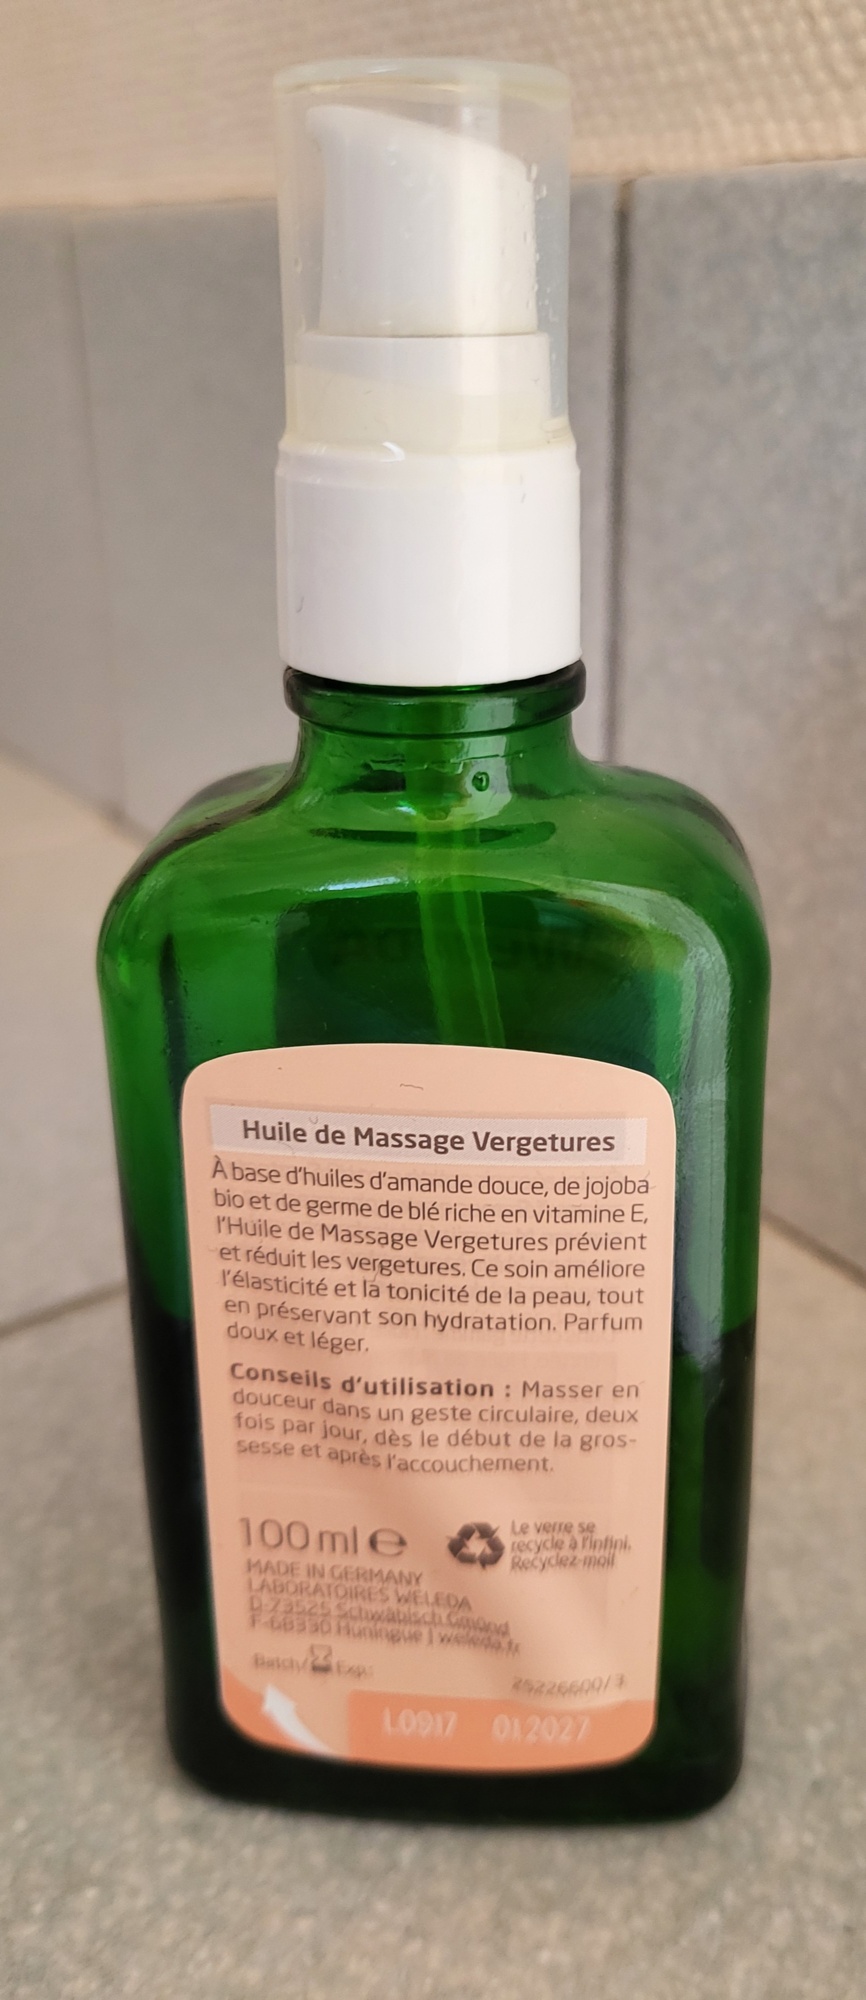 Huile de Massage Vergetures
À base d'huiles d'amande douce, de jojoba
bio et de germe de blé riche en vitamine E,
l'Huile de Massage Vergetures prévient
et réduit les vergetures. Ce soin améliore
l'élasticité et la tonicité de la peau, tout
en préservant son hydratation. Parfum
doux et léger.
Conseils d'utilisation : Masser en
douceur dans un geste circulaire, deux
fois par jour, dès le début de la gros-
sesse et après l'accouchement.
100 ml e
Le verre se
recycle à l'infini.
Recyclez-moi!
MADE IN GERMANY
LABORATOIRES WELEDA
D-73525 Schwäbisch Gmünd
F-68330 Huningue | weleda.fr
Batch/ Exp:
25226600/3
L0917 01 2027